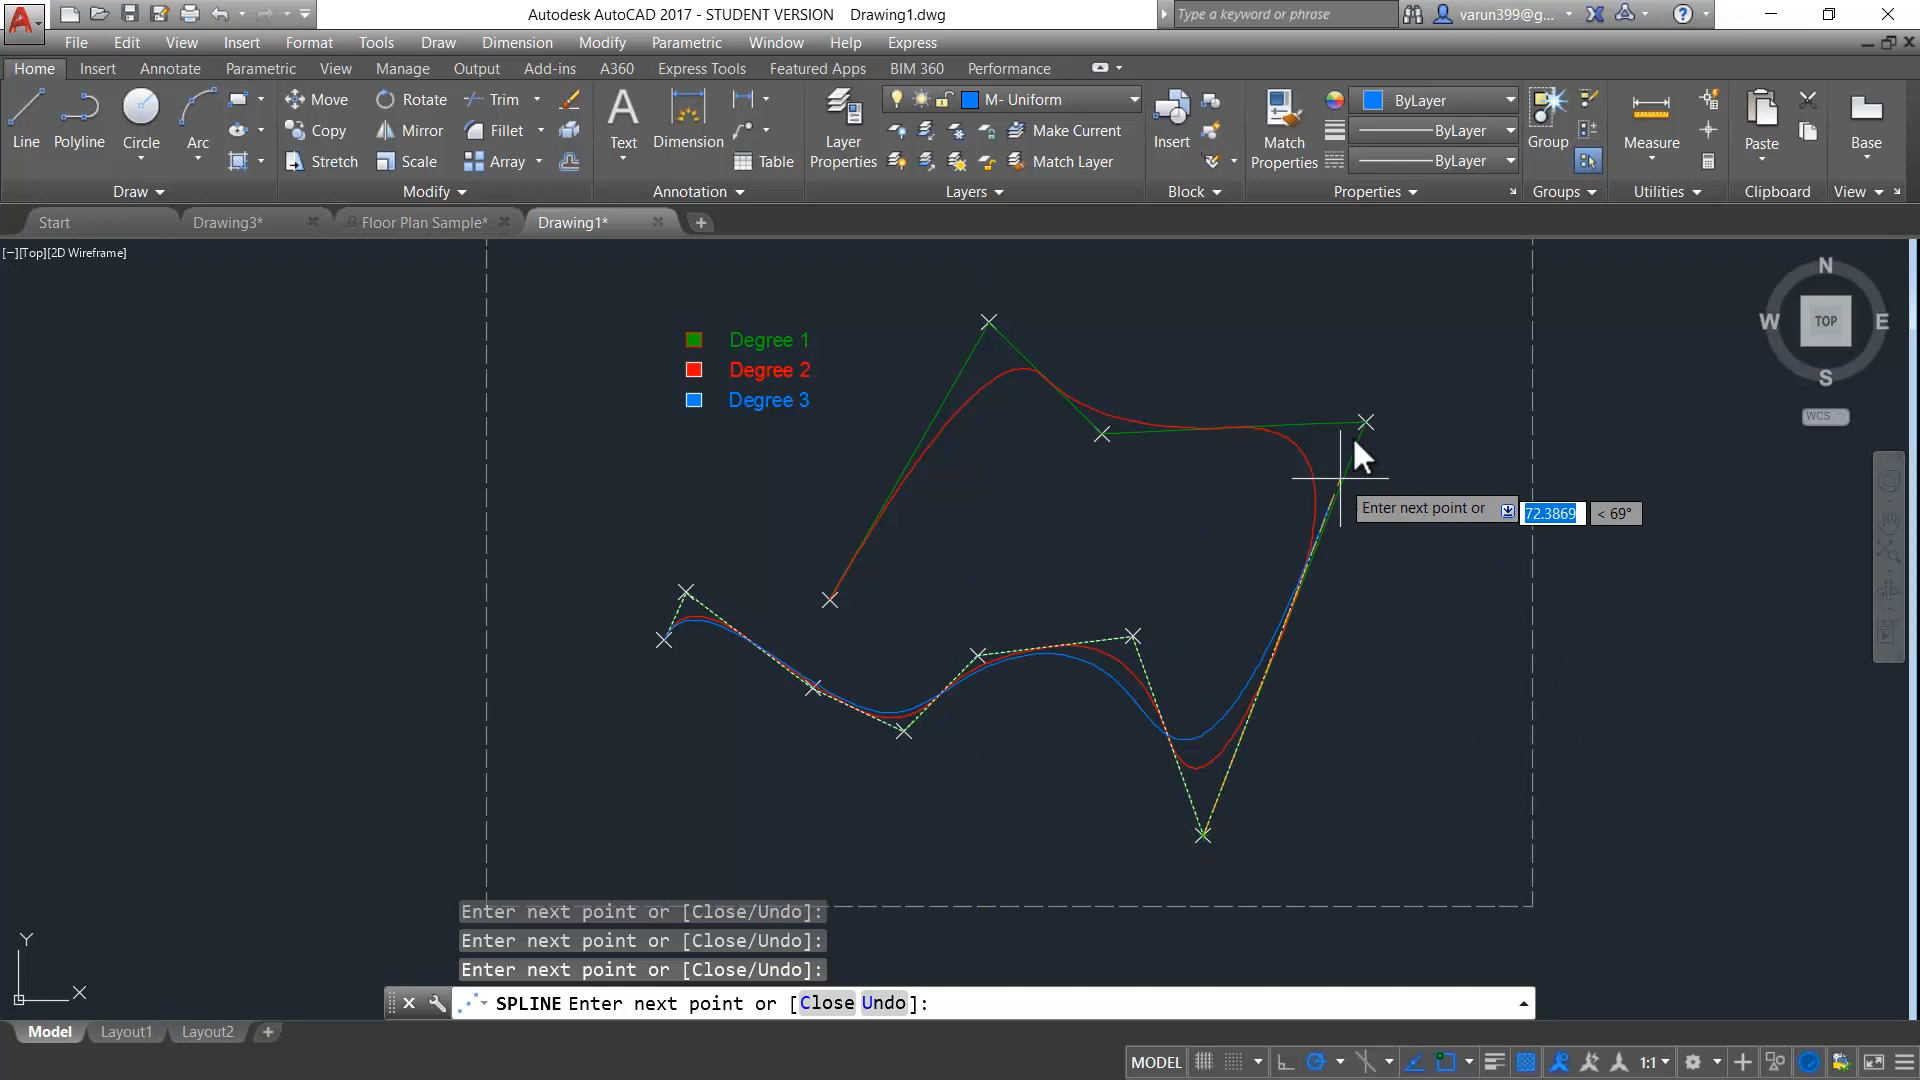 Autodesk AutoCAD 2017 - STUDENT VERSION Drawing1.dwg
Type a keyword or phrase
varun399@g...
File Edit View Insert Format Tools Draw Dimension Modify Parametric Window Help Express
Home Insert Annotate Parametric View Manage Output Add-ins A360 Express Tools Featured Apps BIM 360 Performance
Line Polyline Circle Arc
Move Rotate Trim
Copy Mirror Fillet
Stretch Scale Array
Text Dimension Table
Layer Properties
M- Uniform
Make Current
Match Layer
Insert
Match Properties
ByLayer
ByLayer
ByLayer
Group
Measure
Paste
Base
Draw Modify Annotation Layers Block Properties Groups Utilities Clipboard View
Start Drawing3* Floor Plan Sample* Drawing1*
[−][Top][2D Wireframe]
N
W TOP E
S
WCS
Degree 1
Degree 2
Degree 3
Enter next point or 72.3869 < 69°
Enter next point or [Close/Undo]:
Enter next point or [Close/Undo]:
Enter next point or [Close/Undo]:
SPLINE Enter next point or [Close Undo]:
Y
X
Model Layout1 Layout2
MODEL 1:1